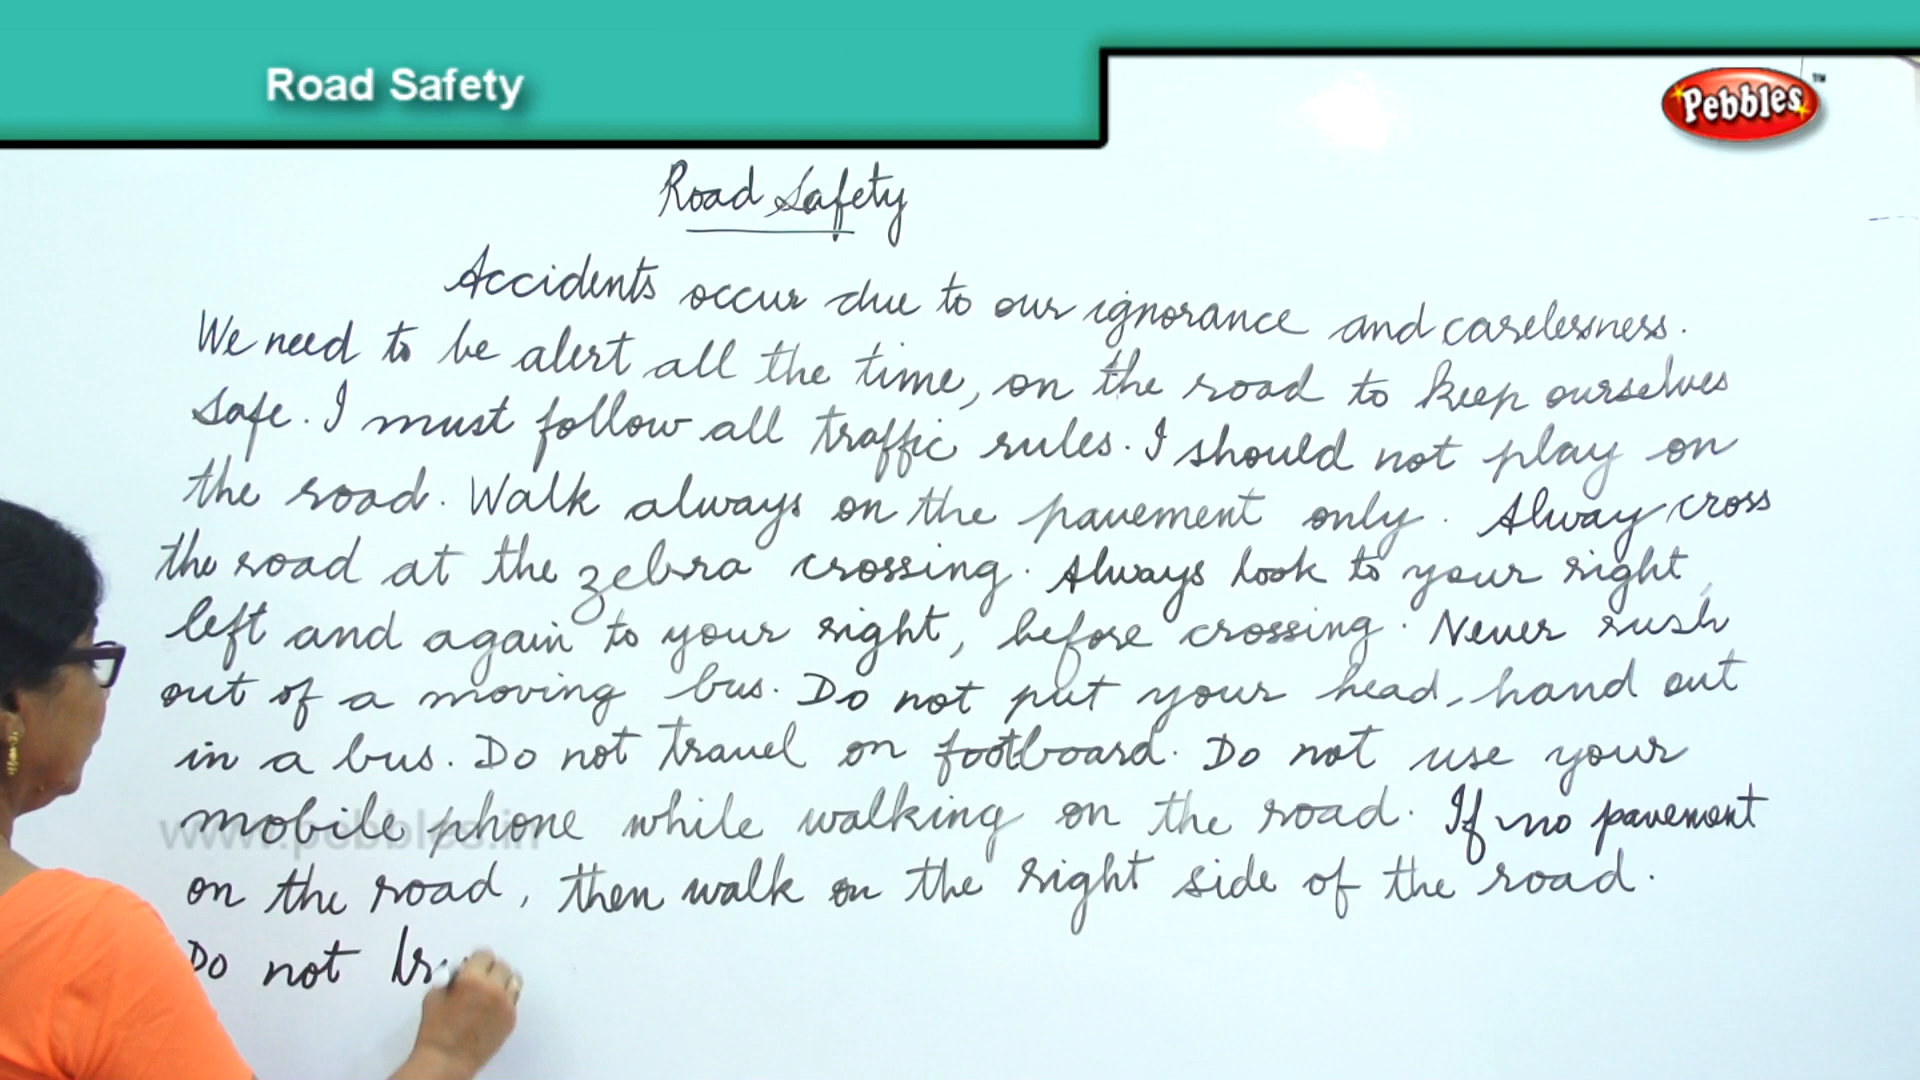 Road Safety
Pebbles™
Road Safety
Accidents occur due to our ignorance and carelessness.
We need to be alert all the time, on the road to keep ourselves
safe. I must follow all traffic rules. I should not play on
the road. Walk always on the pavement only. Alway cross
the road at the zebra crossing. Always look to your right,
left and again to your right, before crossing. Never rush
out of a moving bus. Do not put your head, hand out
in a bus. Do not travel on footboard. Do not use your
mobile phone while walking on the road. If no pavement
on the road, then walk on the right side of the road.
Do not
www.pebbles.in